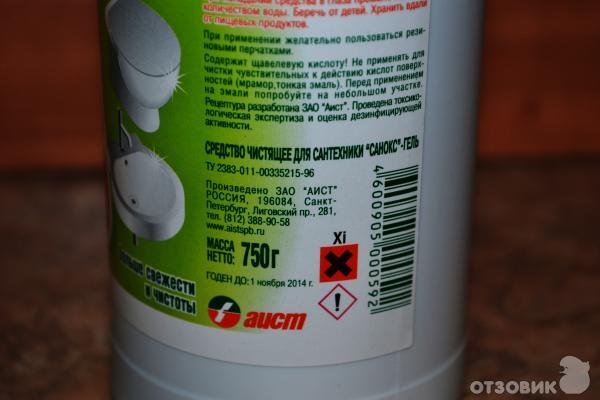 количеством воды. Беречь от детей. Хранить вдали
от пищевых продуктов.
При применении желательно пользоваться рези-
новыми перчатками.
Содержит щавелевую кислоту! Не применять для
чистки чувствительных к действию кислот поверх-
ностей (мрамор,тонкая эмаль). Перед применением
на эмали попробуйте на небольшом участке.
Рецептура разработана ЗАО "Аист". Проведена токсико-
логическая экспертиза и оценка дезинфицирующей
активности.
СРЕДСТВО ЧИСТЯЩЕЕ ДЛЯ САНТЕХНИКИ "САНОКС"-ГЕЛЬ
ТУ 2383-011-00335215-96
Произведено ЗАО "АИСТ"
РОССИЯ, 196084, Санкт-
Петербург, Лиговский пр., 281,
тел. (812) 388-90-58
www.aistspb.ru
МАССА
НЕТТО: 750г
ГОДЕН ДО: 1 ноября 2014 г.
Xi
4600905000592
больше свежести
и чистоты
аист
ОТЗОВИК